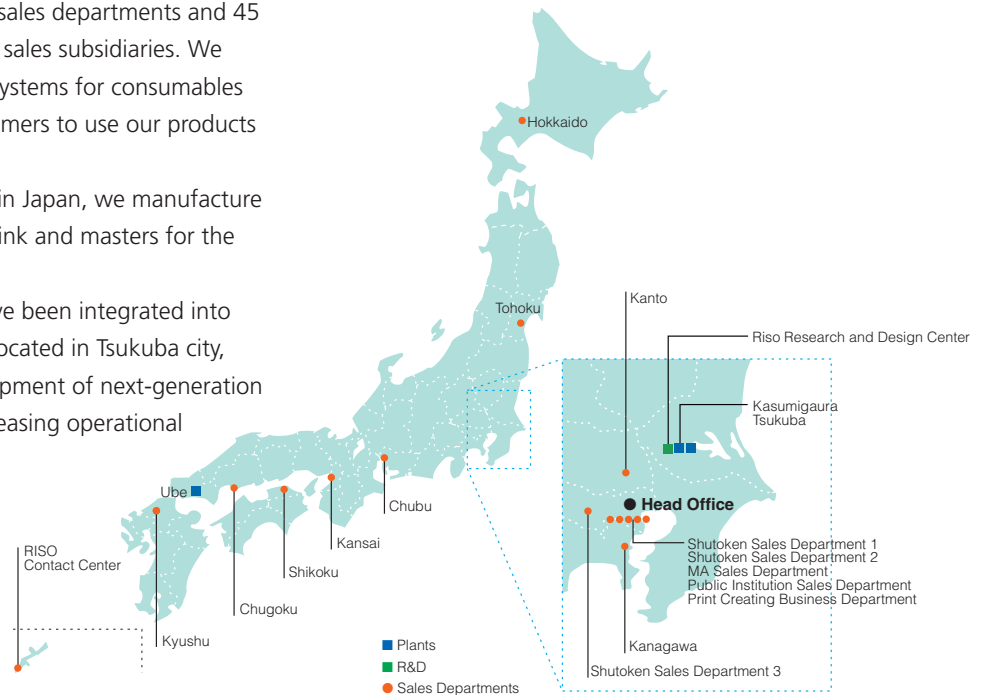 sales departments and 45
sales subsidiaries. We
ystems for consumables
mers to use our products
in Japan, we manufacture
ink and masters for the
ve been integrated into
ocated in Tsukuba city,
pment of next-generation
easing operational
Hokkaido
Tohoku
Kanto
Riso Research and Design Center
Kasumigaura
Tsukuba
Ube
Chubu
Kansai
Shikoku
Chugoku
Kyushu
RISO
Contact Center
Head Office
Shutoken Sales Department 1
Shutoken Sales Department 2
MA Sales Department
Public Institution Sales Department
Print Creating Business Department
Kanagawa
Shutoken Sales Department 3
Plants
R&D
Sales Departments